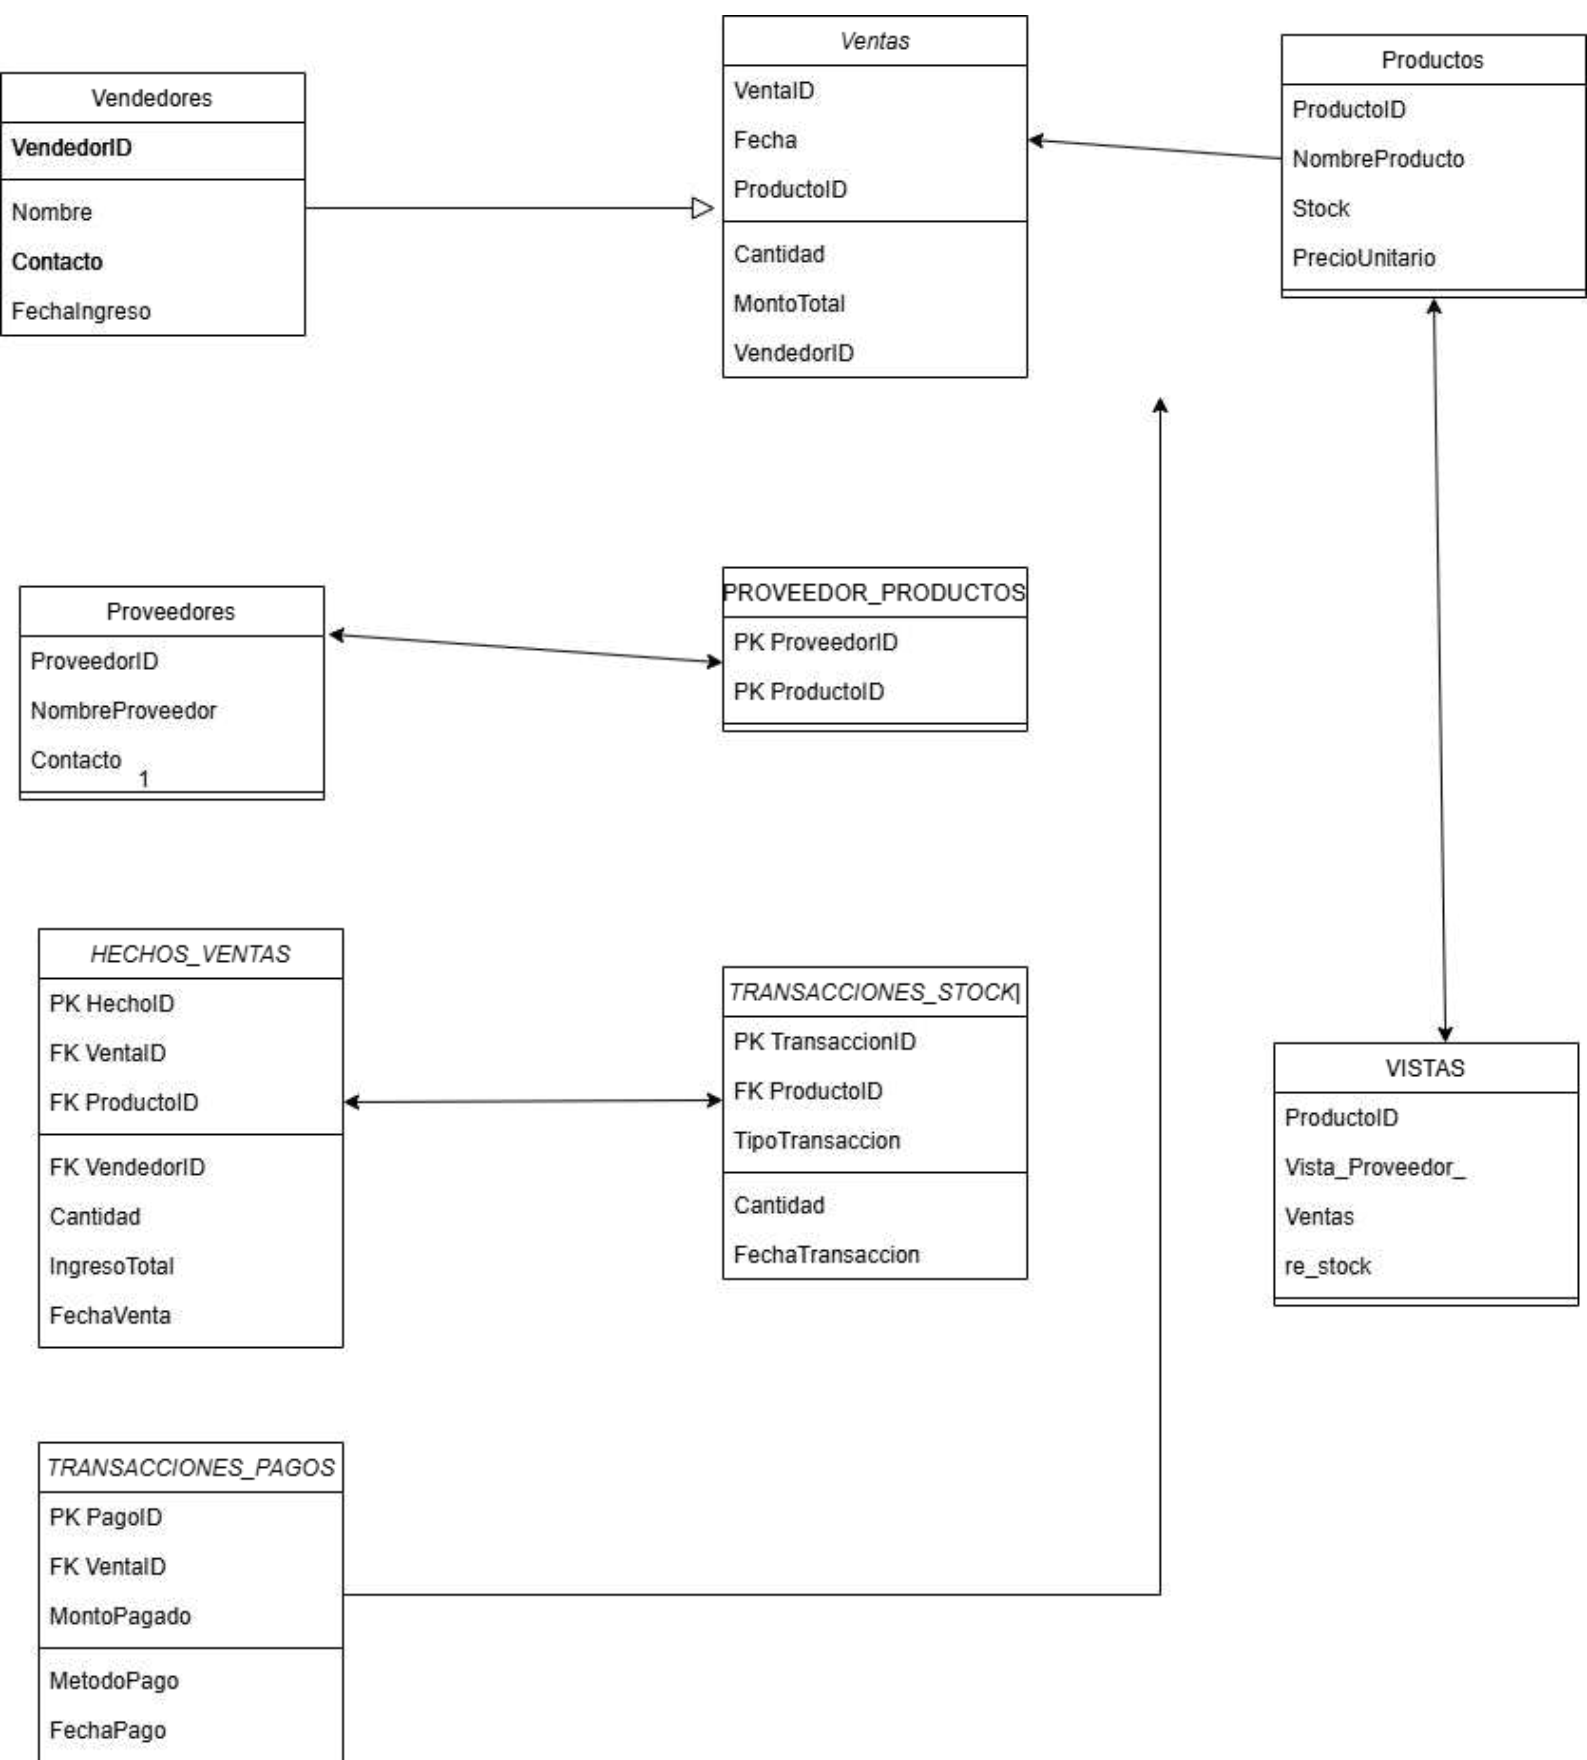 Vendedores
VendedorID
Nombre
Contacto
FechaIngreso
Ventas
VentaID
Fecha
ProductoID
Cantidad
MontoTotal
VendedorID
Productos
ProductoID
NombreProducto
Stock
PrecioUnitario
Proveedores
ProveedorID
NombreProveedor
Contacto
1
PROVEEDOR_PRODUCTOS
PK ProveedorID
PK ProductoID
HECHOS_VENTAS
PK HechoID
FK VentaID
FK ProductoID
FK VendedorID
Cantidad
IngresoTotal
FechaVenta
TRANSACCIONES_STOCK|
PK TransaccionID
FK ProductoID
TipoTransaccion
Cantidad
FechaTransaccion
VISTAS
ProductoID
Vista_Proveedor_
Ventas
re_stock
TRANSACCIONES_PAGOS
PK PagoID
FK VentaID
MontoPagado
MetodoPago
FechaPago